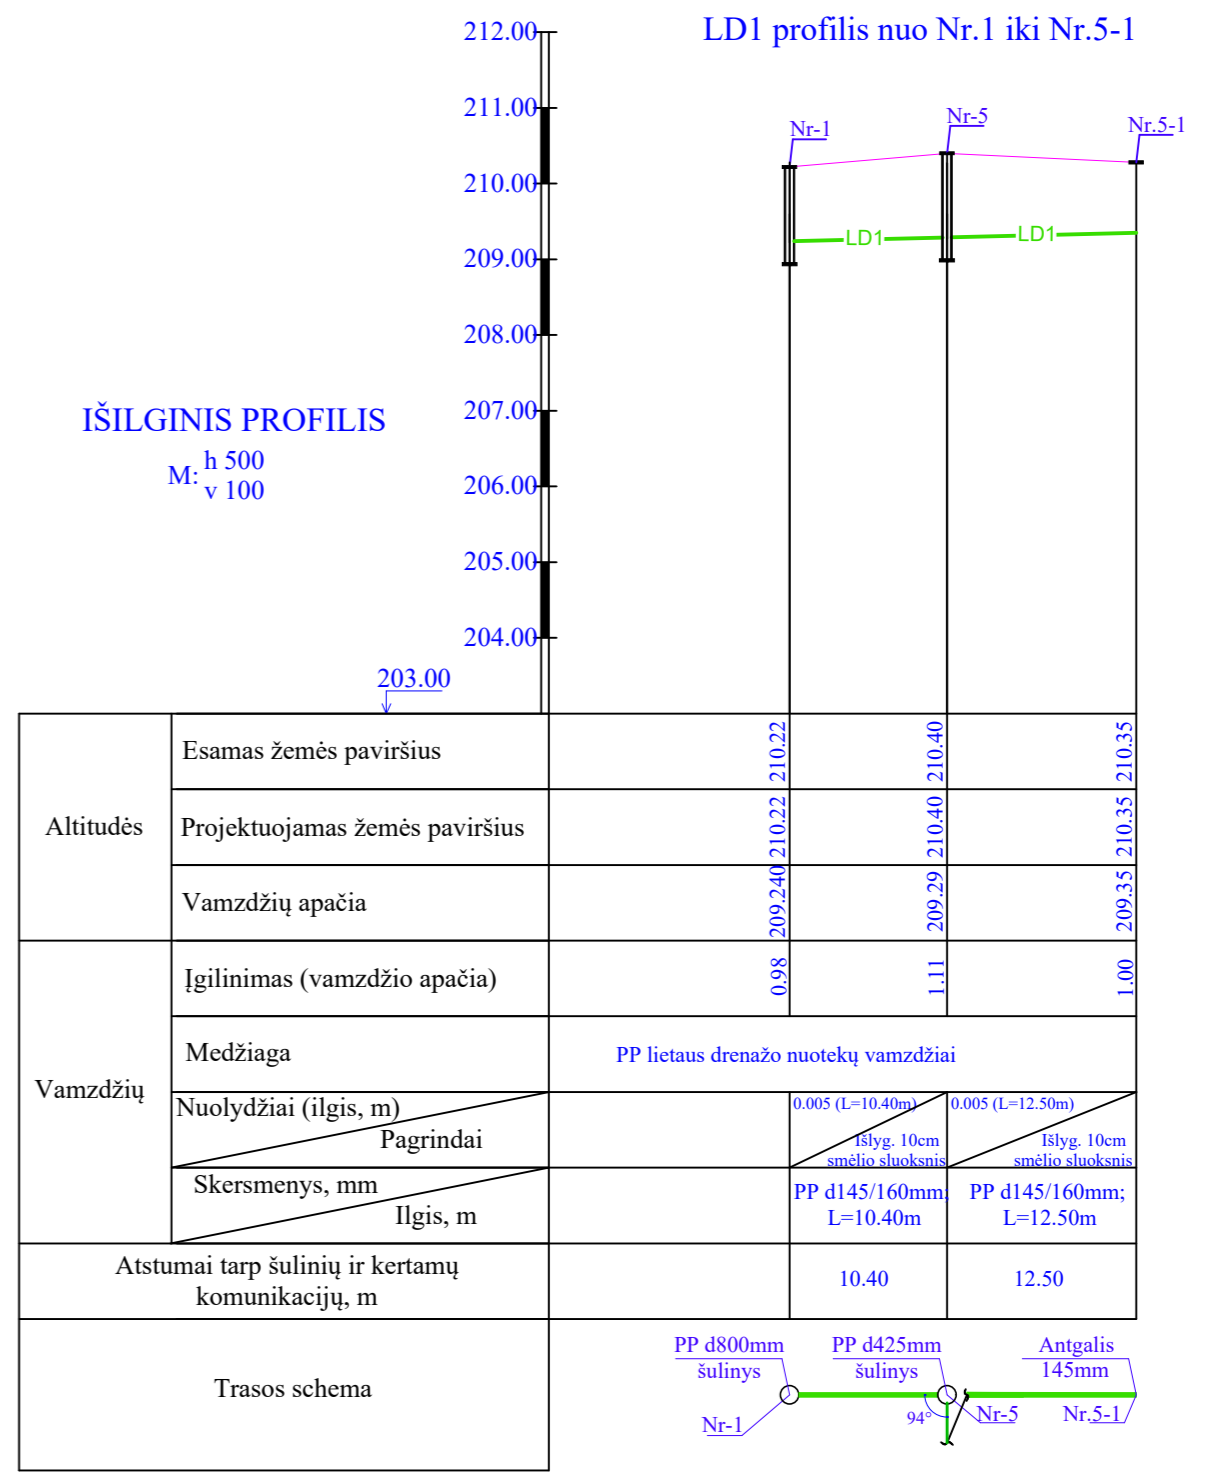 LD1 profilis nuo Nr.1 iki Nr.5-1
212.00
211.00
210.00
209.00
208.00
207.00
206.00
205.00
204.00
203.00
Nr-1
Nr-5
Nr.5-1
LD1
LD1
IŠILGINIS PROFILIS
M: h 500
v 100
Altitudės
Esamas žemės paviršius
210.22
210.40
210.35
Projektuojamas žemės paviršius
210.22
210.40
210.35
Vamzdžių apačia
209.240
209.29
209.35
Vamzdžių
Įgilinimas (vamzdžio apačia)
0.98
1.11
1.00
Medžiaga
PP lietaus drenažo nuotekų vamzdžiai
Nuolydžiai (ilgis, m)
Pagrindai
0.005 (L=10.40m)
Išlyg. 10cm
smėlio sluoksnis
0.005 (L=12.50m)
Išlyg. 10cm
smėlio sluoksnis
Skersmenys, mm
Ilgis, m
PP d145/160mm;
L=10.40m
PP d145/160mm;
L=12.50m
Atstumai tarp šulinių ir kertamų
komunikacijų, m
10.40
12.50
Trasos schema
PP d800mm
šulinys
Nr-1
PP d425mm
šulinys
94°
Nr-5
Antgalis
145mm
Nr.5-1